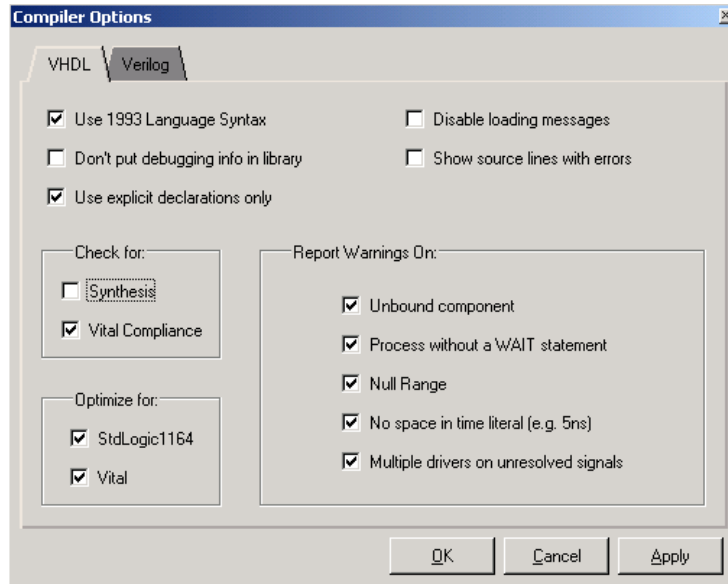 Compiler Options
VHDL
Verilog
Use 1993 Language Syntax
Don't put debugging info in library
Use explicit declarations only
Disable loading messages
Show source lines with errors
Check for:
Synthesis
Vital Compliance
Optimize for:
StdLogic1164
Vital
Report Warnings On:
Unbound component
Process without a WAIT statement
Null Range
No space in time literal (e.g. 5ns)
Multiple drivers on unresolved signals
OK
Cancel
Apply